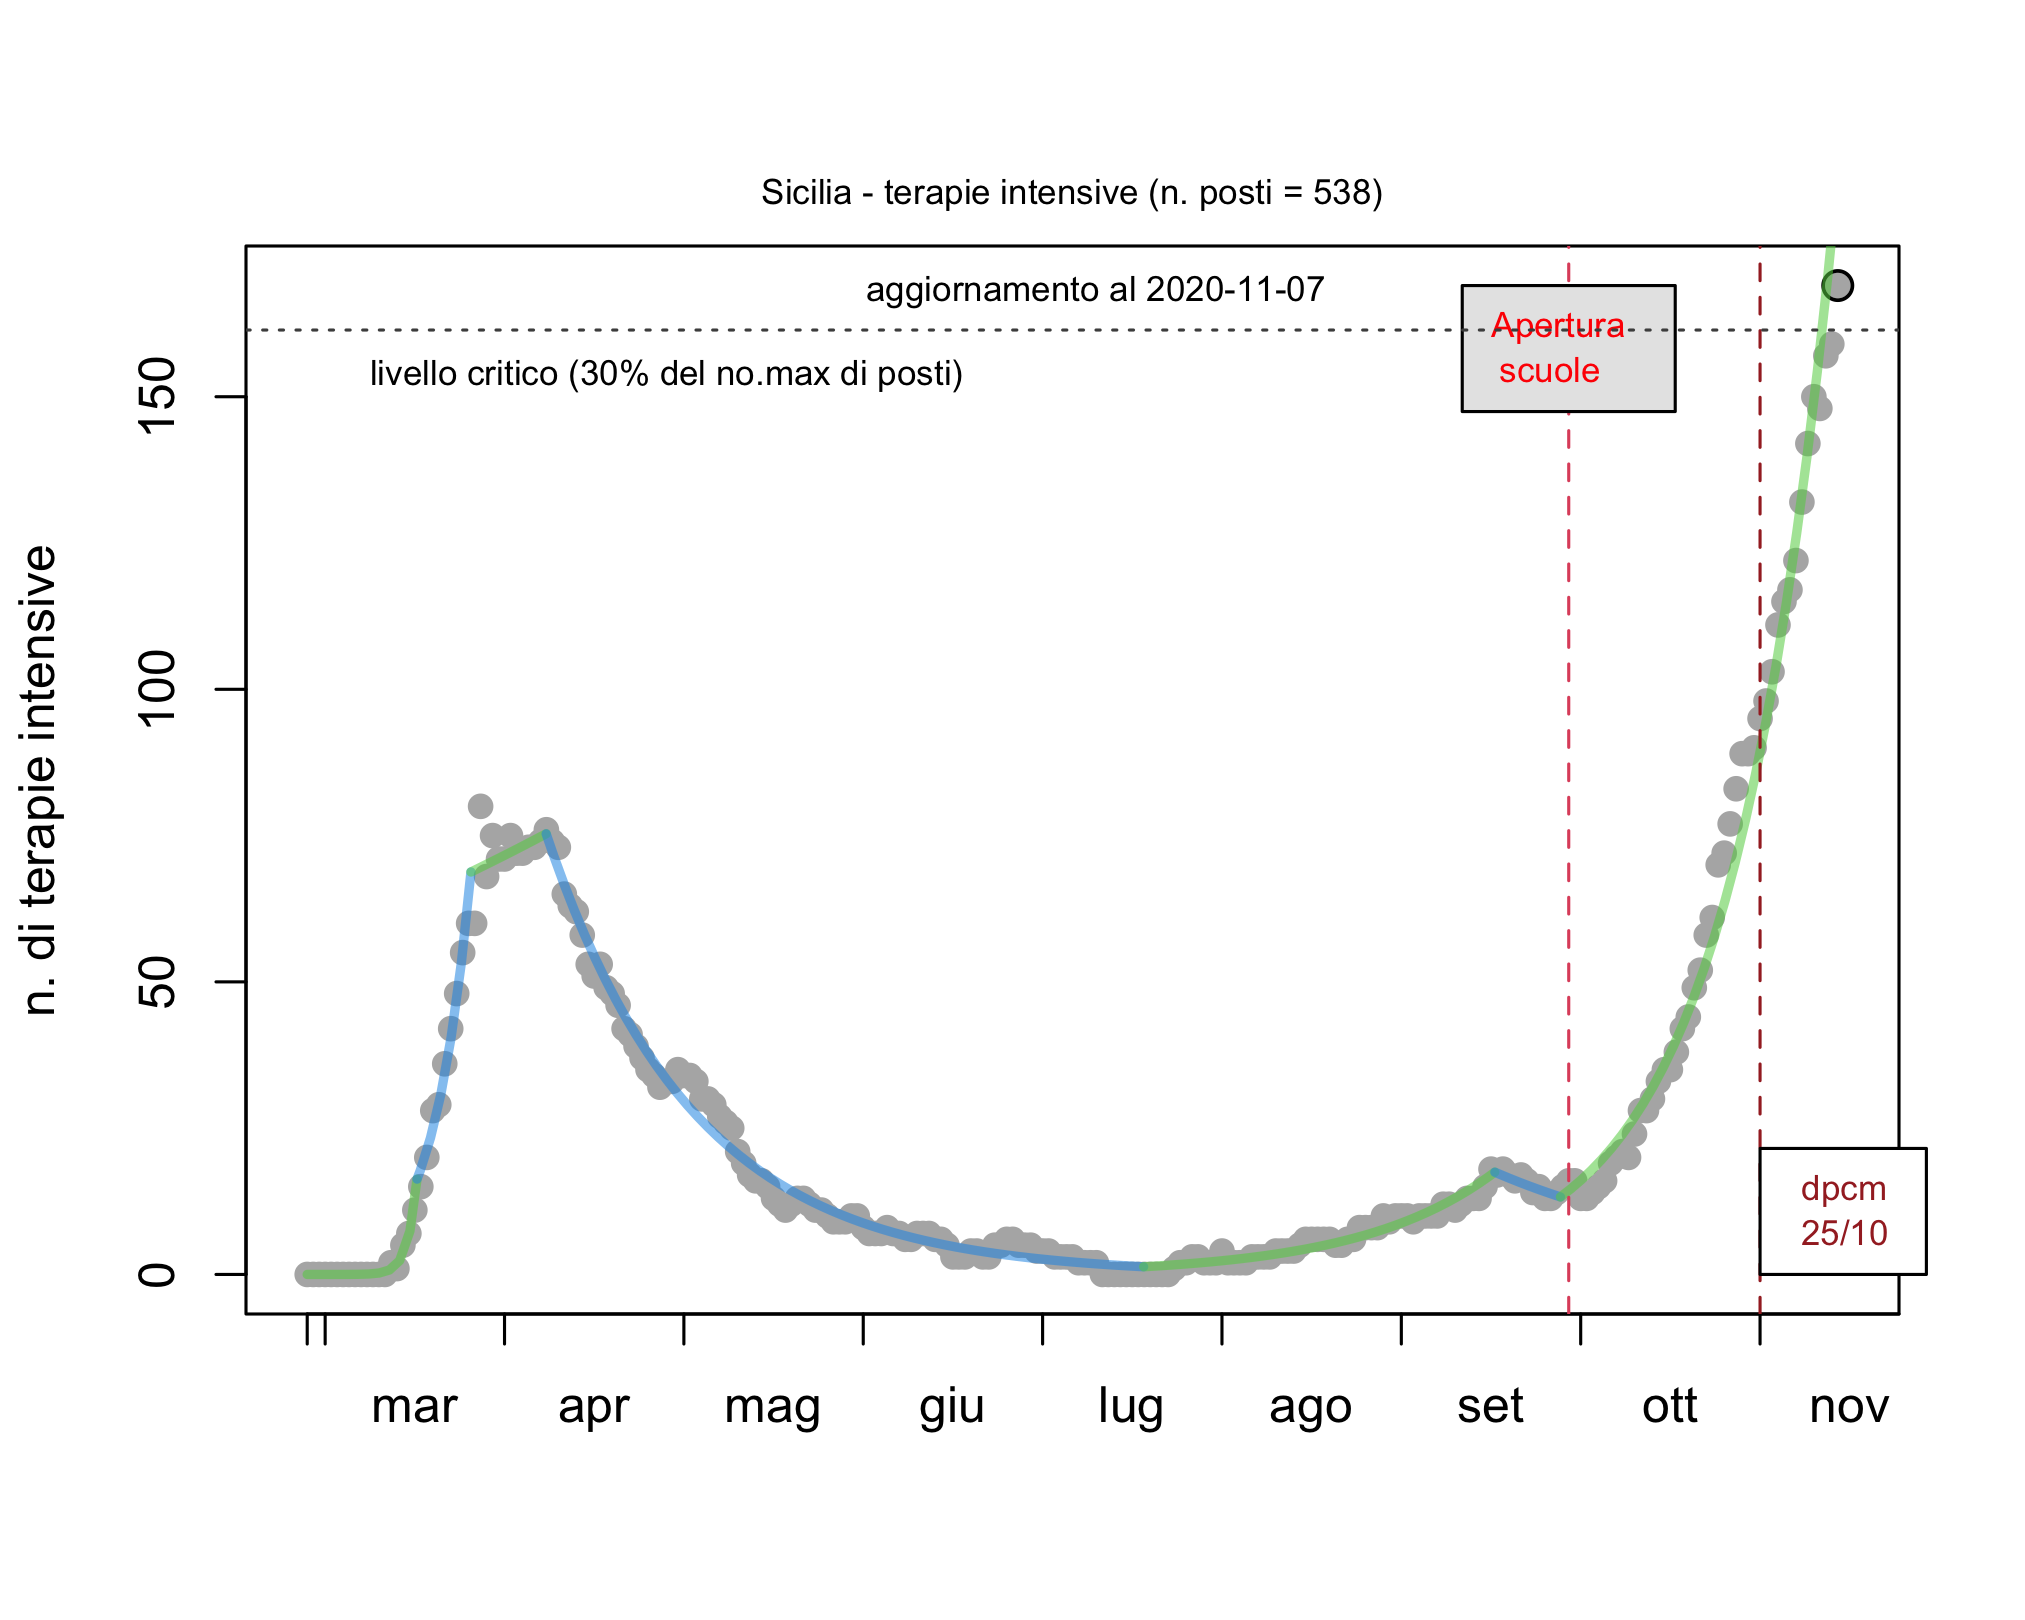 Sicilia - terapie intensive (n. posti = 538)
aggiornamento al 2020-11-07
livello critico (30% del no.max di posti)
Apertura
scuole
n. di terapie intensive
150
100
50
0
dpcm
25/10
mar apr mag giu lug ago set ott nov